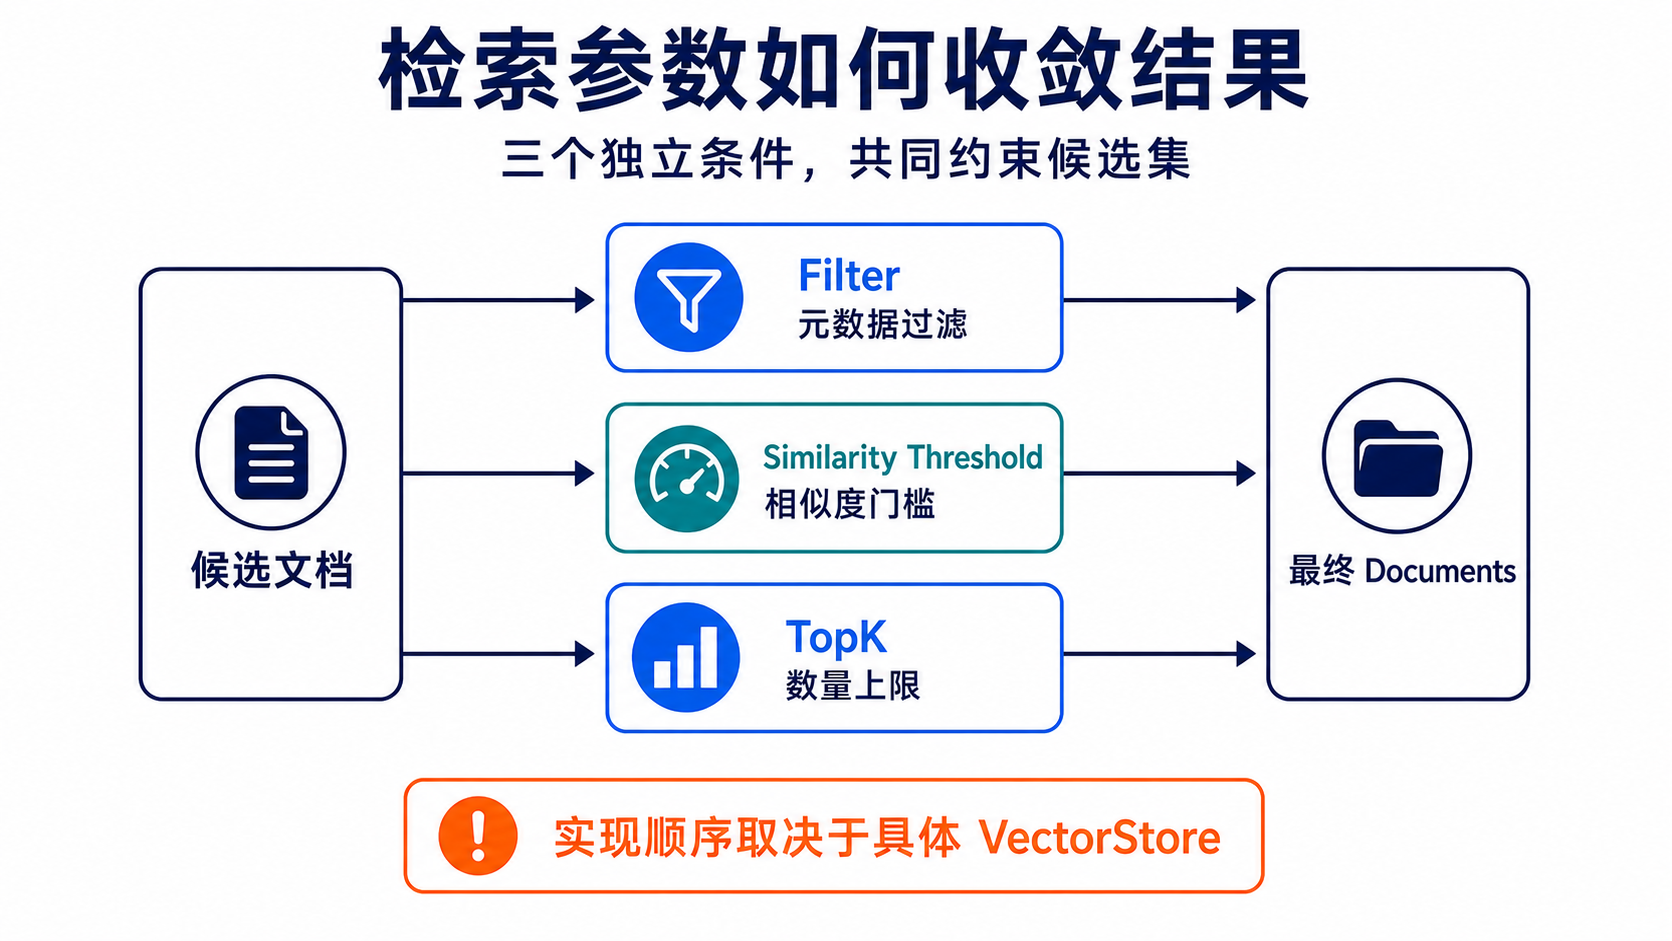 检索参数如何收敛结果
三个独立条件，共同约束候选集
Filter
元数据过滤
候选文档
Similarity Threshold
相似度门槛
最终 Documents
TopK
数量上限
实现顺序取决于具体 VectorStore